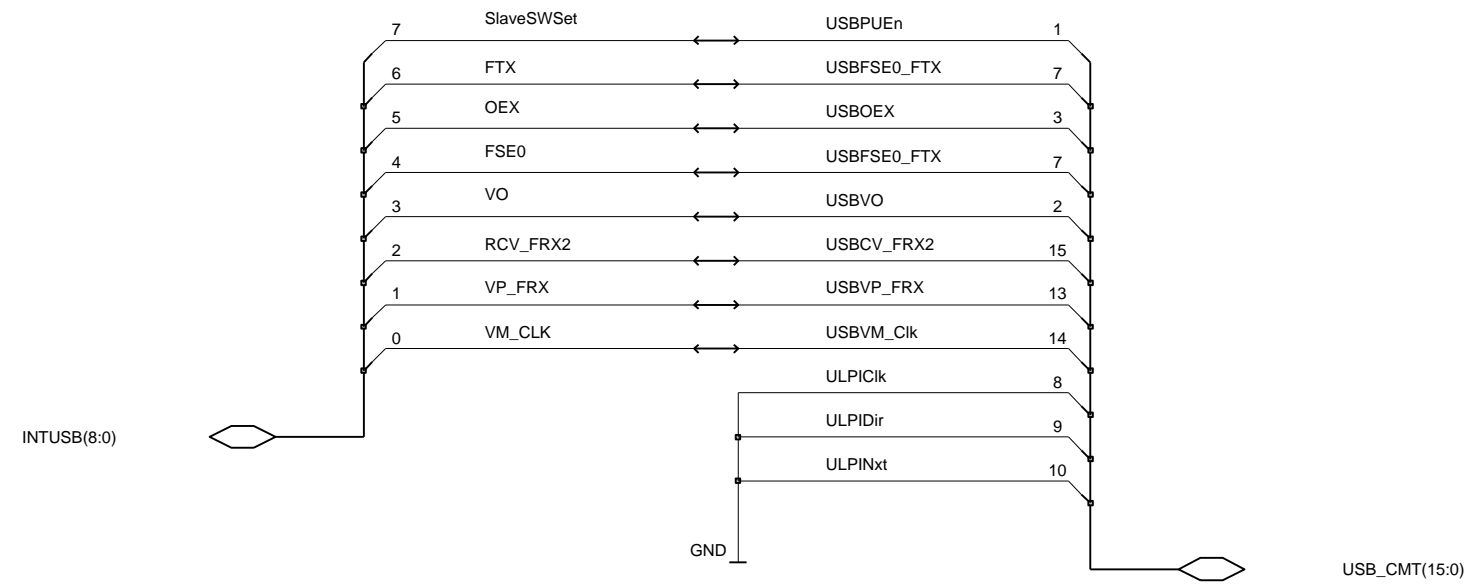 SlaveSWSet USBPUEn
7 1
FTX USBFSE0_FTX
6 7
OEX USBOEX
5 3
FSE0 USBFSE0_FTX
4 7
VO USBVO
3 2
RCV_FRX2 USBCV_FRX2
2 15
VP_FRX USBVP_FRX
1 13
VM_CLK USBVM_Clk
0 14
ULPIClk
8
ULPIDir
9
INTUSB(8:0)
ULPINxt
10
GND
USB_CMT(15:0)